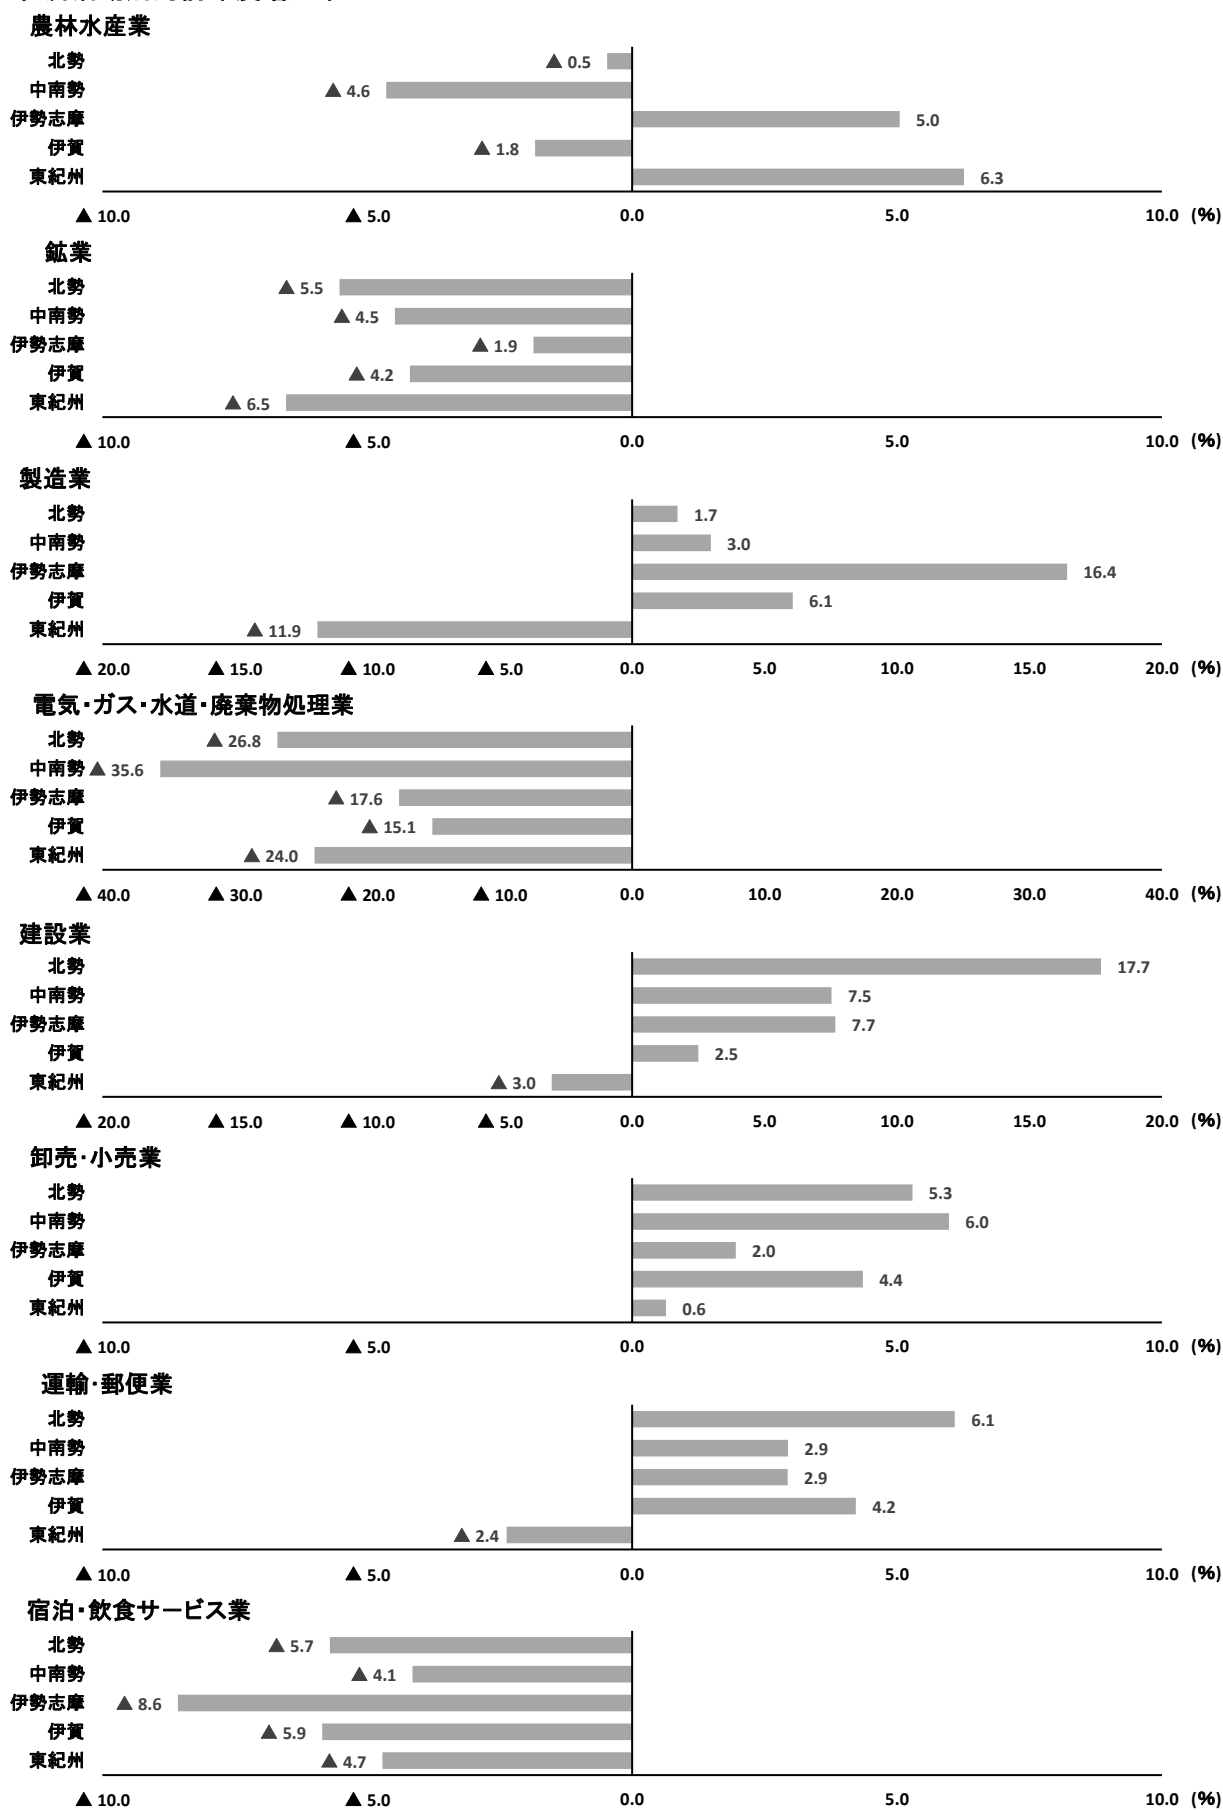 農林水産業
北勢 ▲ 0.5
中南勢 ▲ 4.6
伊勢志摩 5.0
伊賀 ▲ 1.8
東紀州 6.3
▲ 10.0 ▲ 5.0 0.0 5.0 10.0 (%)
鉱業
北勢 ▲ 5.5
中南勢 ▲ 4.5
伊勢志摩 ▲ 1.9
伊賀 ▲ 4.2
東紀州 ▲ 6.5
▲ 10.0 ▲ 5.0 0.0 5.0 10.0 (%)
製造業
北勢 1.7
中南勢 3.0
伊勢志摩 16.4
伊賀 6.1
東紀州 ▲ 11.9
▲ 20.0 ▲ 15.0 ▲ 10.0 ▲ 5.0 0.0 5.0 10.0 15.0 20.0 (%)
電気・ガス・水道・廃棄物処理業
北勢 ▲ 26.8
中南勢 ▲ 35.6
伊勢志摩 ▲ 17.6
伊賀 ▲ 15.1
東紀州 ▲ 24.0
▲ 40.0 ▲ 30.0 ▲ 20.0 ▲ 10.0 0.0 10.0 20.0 30.0 40.0 (%)
建設業
北勢 17.7
中南勢 7.5
伊勢志摩 7.7
伊賀 2.5
東紀州 ▲ 3.0
▲ 20.0 ▲ 15.0 ▲ 10.0 ▲ 5.0 0.0 5.0 10.0 15.0 20.0 (%)
卸売・小売業
北勢 5.3
中南勢 6.0
伊勢志摩 2.0
伊賀 4.4
東紀州 0.6
▲ 10.0 ▲ 5.0 0.0 5.0 10.0 (%)
運輸・郵便業
北勢 6.1
中南勢 2.9
伊勢志摩 2.9
伊賀 4.2
東紀州 ▲ 2.4
▲ 10.0 ▲ 5.0 0.0 5.0 10.0 (%)
宿泊・飲食サービス業
北勢 ▲ 5.7
中南勢 ▲ 4.1
伊勢志摩 ▲ 8.6
伊賀 ▲ 5.9
東紀州 ▲ 4.7
▲ 10.0 ▲ 5.0 0.0 5.0 10.0 (%)